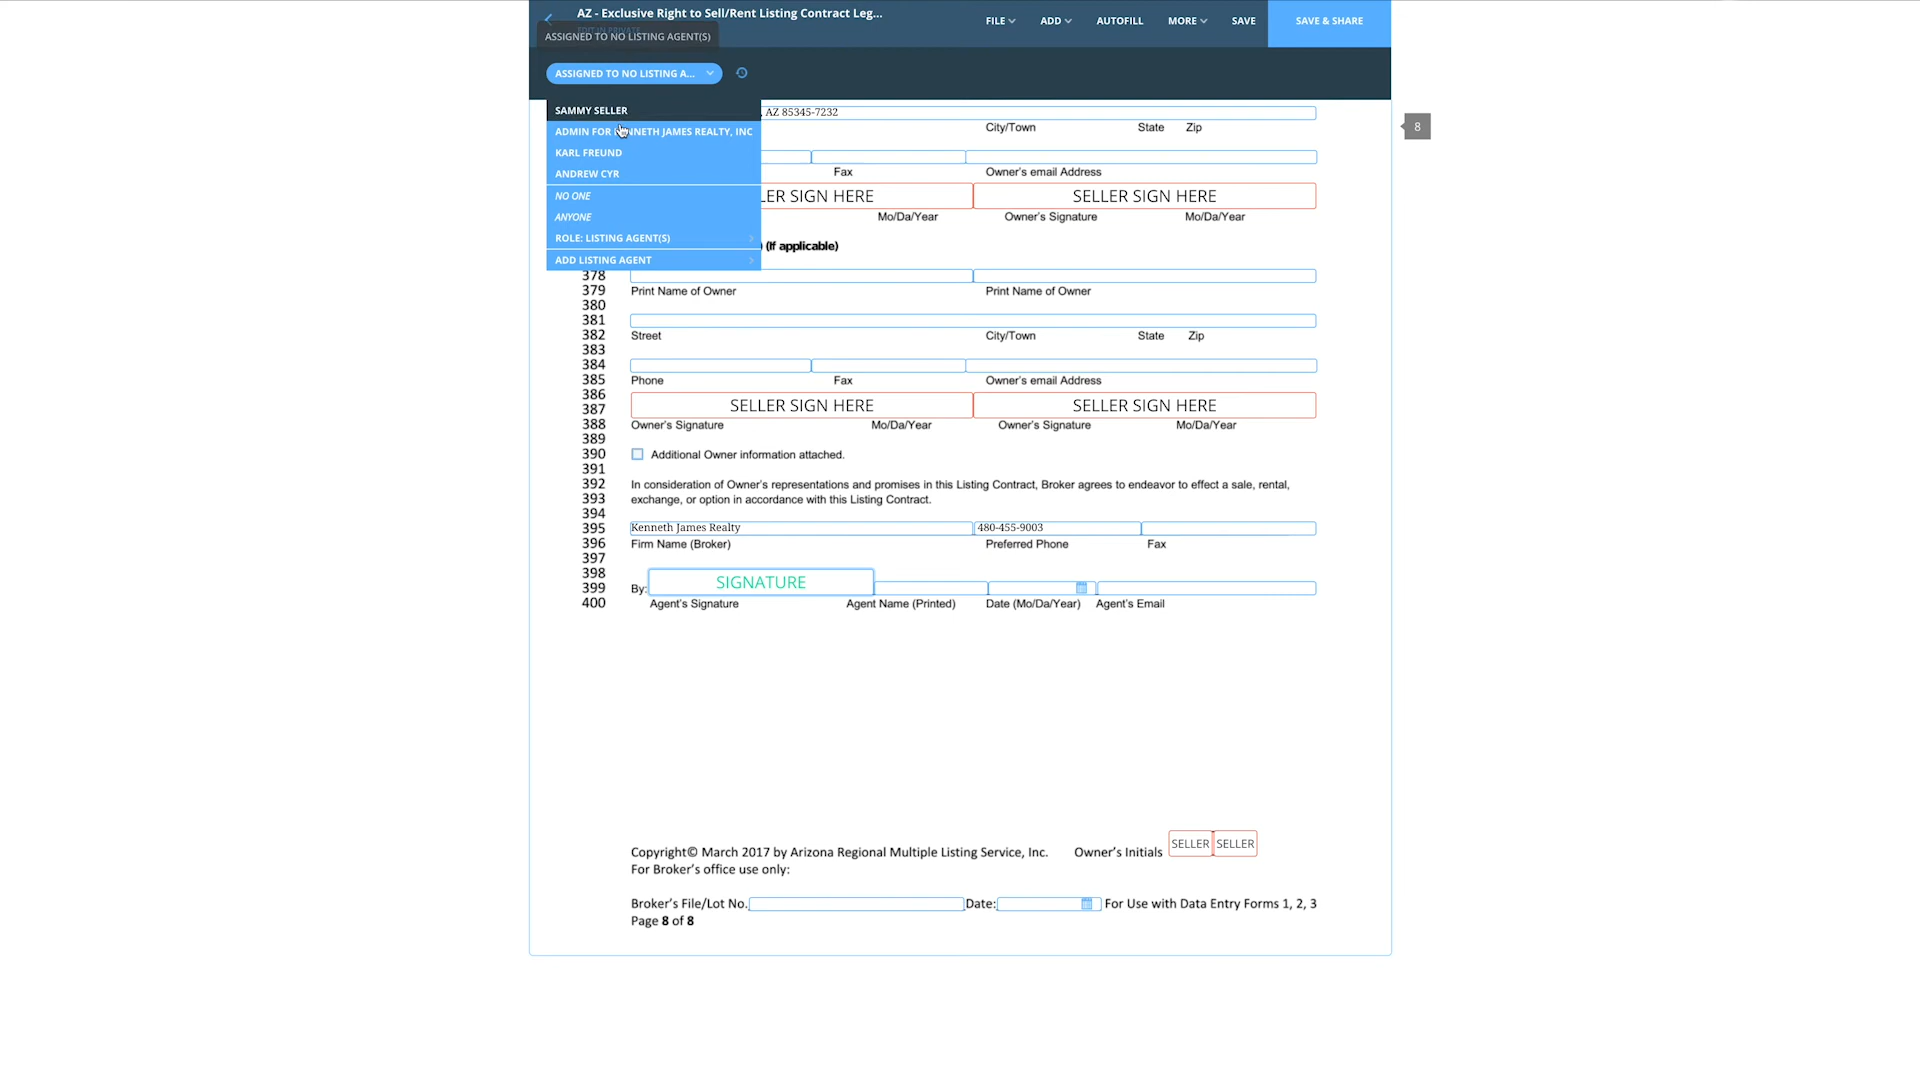 AZ - Exclusive Right to Sell/Rent Listing Contract Leg...
FILE ADD AUTOFILL MORE SAVE SAVE & SHARE
ASSIGNED TO NO LISTING AGENT(S)
ASSIGNED TO NO LISTING A...
SAMMY SELLER
ADMIN FOR KENNETH JAMES REALTY, INC
KARL FREUND
ANDREW CYR
NO ONE
ANYONE
ROLE: LISTING AGENT(S)
ADD LISTING AGENT
, AZ 85345-7232
City/Town State Zip
8
Fax Owner's email Address
LER SIGN HERE SELLER SIGN HERE
Mo/Da/Year Owner's Signature Mo/Da/Year
) (If applicable)
378
379 Print Name of Owner Print Name of Owner
380
381
382 Street City/Town State Zip
383
384
385 Phone Fax Owner's email Address
386
387 SELLER SIGN HERE SELLER SIGN HERE
388 Owner's Signature Mo/Da/Year Owner's Signature Mo/Da/Year
389
390 Additional Owner information attached.
391
392 In consideration of Owner's representations and promises in this Listing Contract, Broker agrees to endeavor to effect a sale, rental,
393 exchange, or option in accordance with this Listing Contract.
394
395 Kenneth James Realty 480-455-9003
396 Firm Name (Broker) Preferred Phone Fax
397
398 SIGNATURE
399 By:
400 Agent's Signature Agent Name (Printed) Date (Mo/Da/Year) Agent's Email
Copyright© March 2017 by Arizona Regional Multiple Listing Service, Inc. Owner's Initials SELLER SELLER
For Broker's office use only:
Broker's File/Lot No. Date: For Use with Data Entry Forms 1, 2, 3
Page 8 of 8